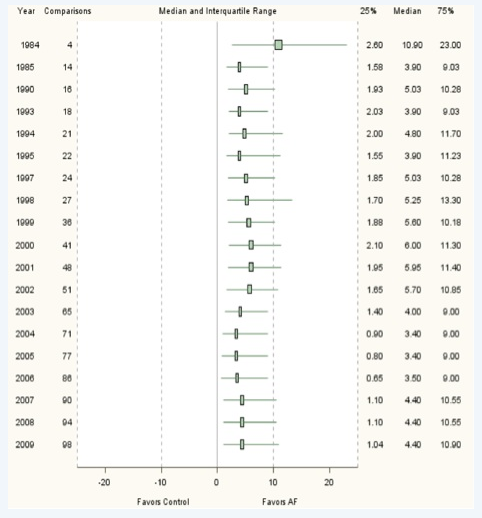 Year Comparisons Median and Interquartile Range 25% Median 75%
1984 4 2.60 10.90 23.00
1985 14 1.58 3.90 9.03
1990 16 1.93 5.03 10.28
1993 18 2.03 3.90 9.03
1994 21 2.00 4.80 11.70
1995 22 1.55 3.90 11.23
1997 24 1.85 5.03 10.28
1998 27 1.70 5.25 13.30
1999 36 1.88 5.60 10.18
2000 41 2.10 6.00 11.30
2001 48 1.95 5.95 11.40
2002 51 1.65 5.70 10.85
2003 65 1.40 4.00 9.00
2004 71 0.90 3.40 9.00
2005 77 0.80 3.40 9.00
2006 86 0.65 3.50 9.00
2007 90 1.10 4.40 10.55
2008 94 1.10 4.40 10.55
2009 98 1.04 4.40 10.90
-20 -10 0 10 20
Favors Control Favors AF